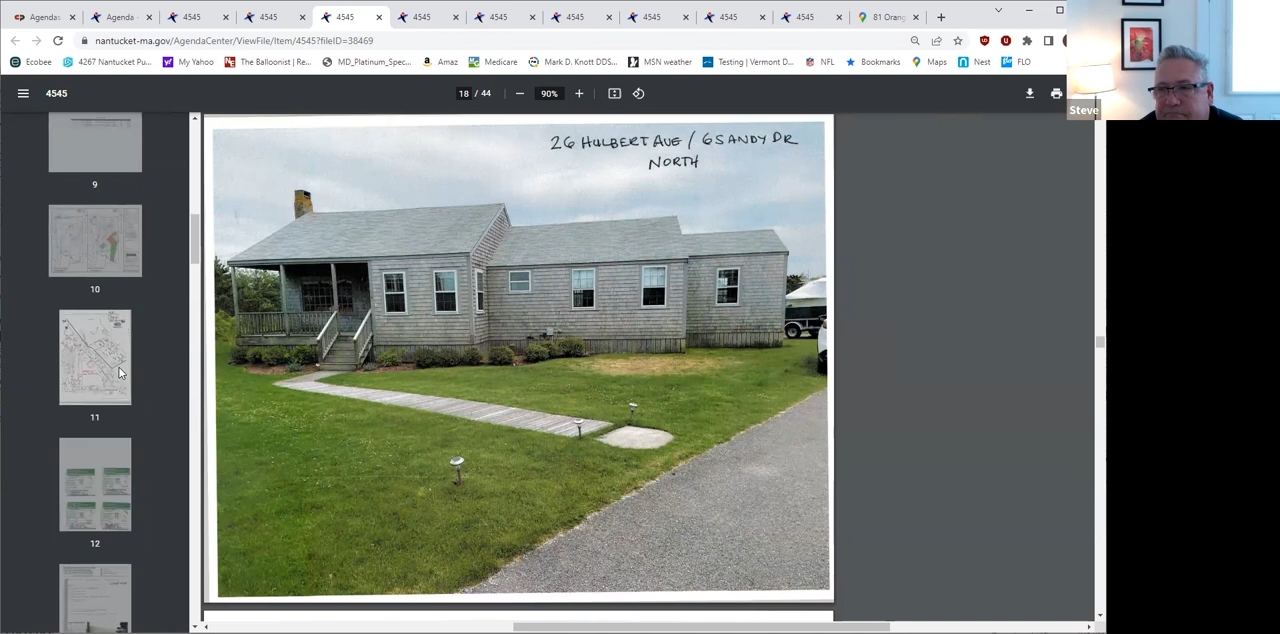 Agendas
Agenda -
4545
4545
4545
4545
4545
4545
4545
4545
4545
81 Orang
nantucket-ma.gov/AgendaCenter/ViewFile/Item/4545?fileID=38469
Ecobee
4267 Nantucket Pu...
My Yahoo
The Balloonist | Re...
MD_Platinum_Spec...
Amaz
Medicare
Mark D. Knott DDS...
MSN weather
Testing | Vermont D...
NFL
Bookmarks
Maps
Nest
FLO
4545
18 / 44
90%
Steve
26 HULBERT AVE / 6 SANDY DR
NORTH
9
10
11
12